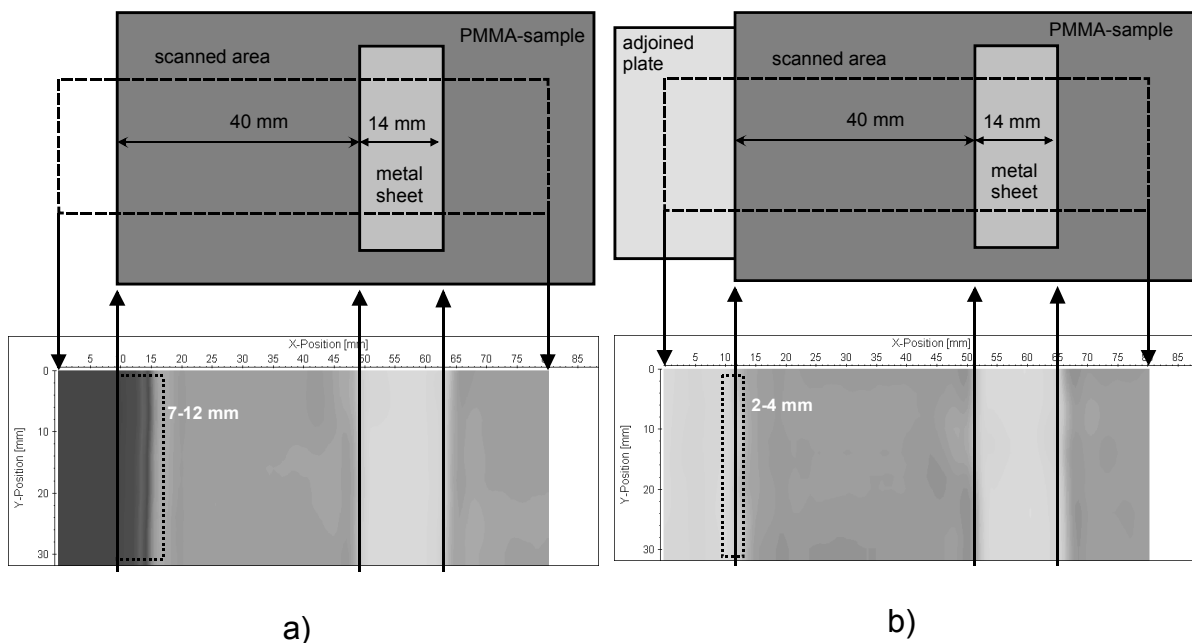 PMMA-sample
scanned area
40 mm
14 mm
metal
sheet
X-Position [mm]
5 10 15 20 25 30 35 40 45 50 55 60 65 70 75 80 85
0
10
20
30
Y-Position [mm]
7-12 mm
a)
adjoined
plate
PMMA-sample
scanned area
40 mm
14 mm
metal
sheet
X-Position [mm]
5 10 15 20 25 30 35 40 45 50 55 60 65 70 75 80 85
0
10
20
30
Y-Position [mm]
2-4 mm
b)